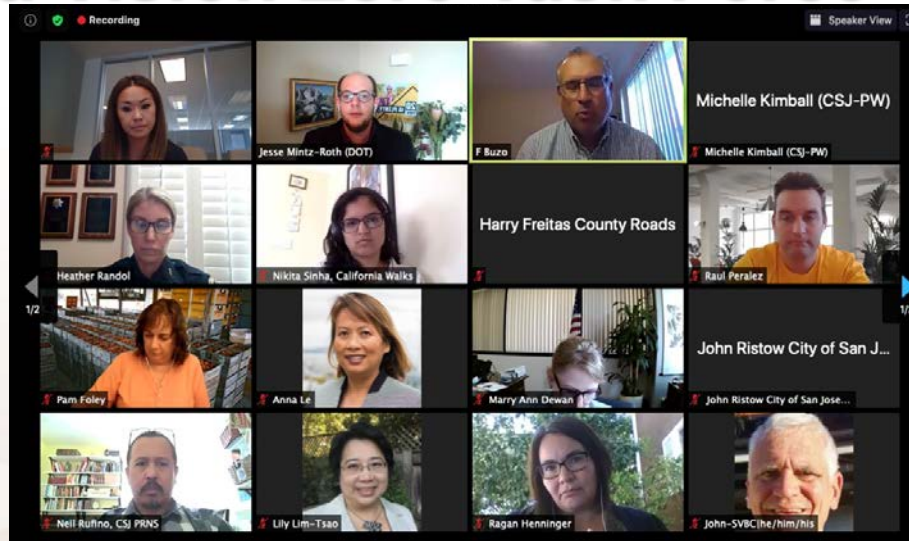 Recording
Speaker View
Jesse Mintz-Roth (DOT)
F Buzo
Michelle Kimball (CSJ-PW)
Michelle Kimball (CSJ-PW)
Heather Randol
Nikita Sinha, California Walks
Harry Freitas County Roads
Raul Peralez
1/2
Pam Foley
Anna Le
Marry Ann Dewan
John Ristow City of San J...
John Ristow City of San Jose...
Neil Rufino, CSJ PRNS
Lily Lim-Tsao
Ragan Henninger
John-SVBC|he/him/his